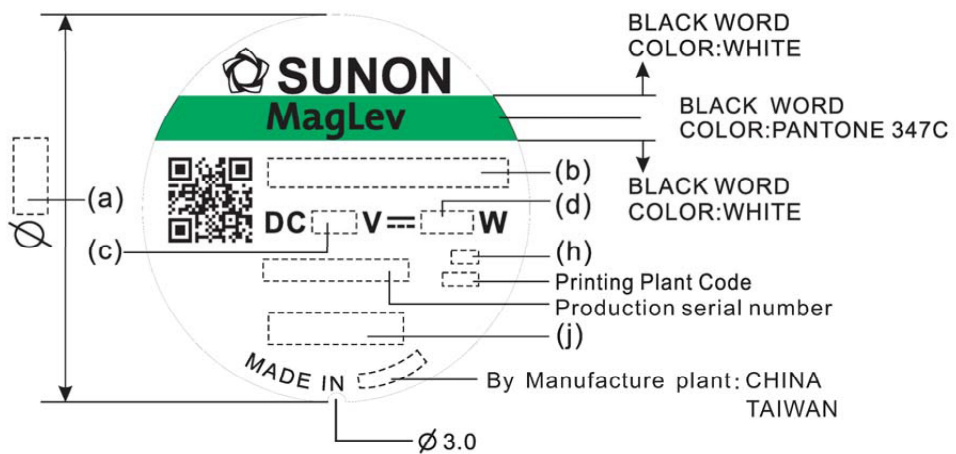 BLACK WORD
COLOR:WHITE
SUNON
MagLev
BLACK WORD
COLOR:PANTONE 347C
BLACK WORD
COLOR:WHITE
(a)
Ø
(b)
(d)
DC V⎓ W
(c)
(h)
Printing Plant Code
Production serial number
(j)
MADE IN
By Manufacture plant: CHINA
TAIWAN
Ø 3.0